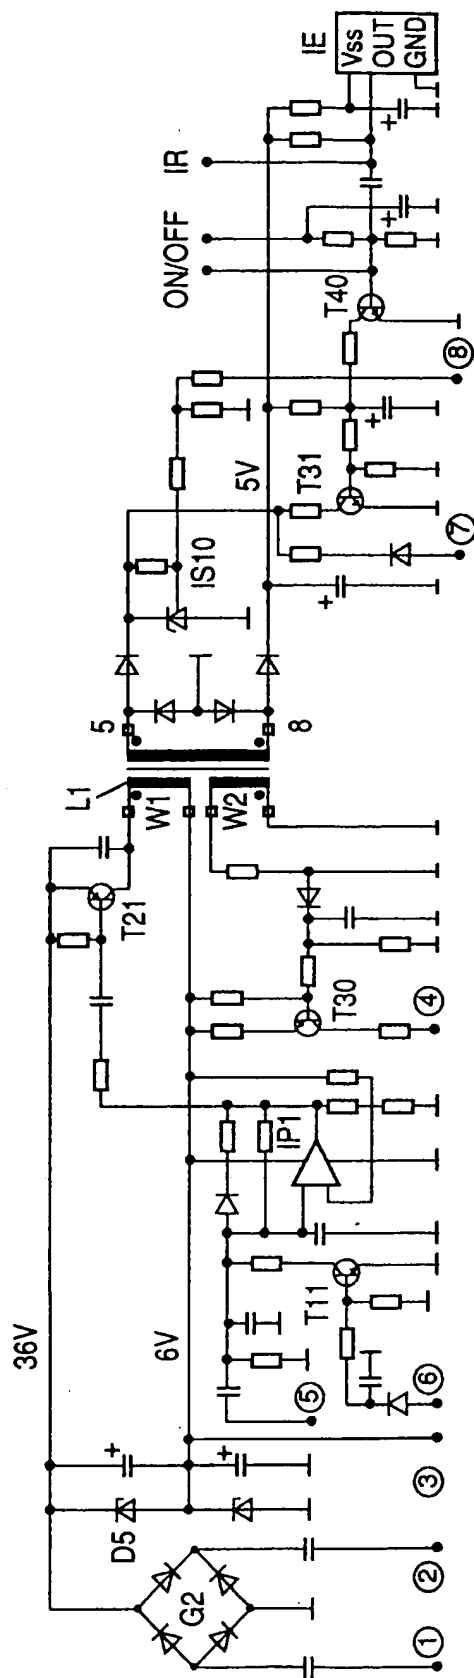 IE
Vss
OUT
GND
IR
ON/OFF
T40
⑧
5V
T31
⑦
IS10
5
8
L1
W1
W2
T21
T30
④
IP1
T11
36V
6V
⑤
⑥
③
D5
G2
②
①